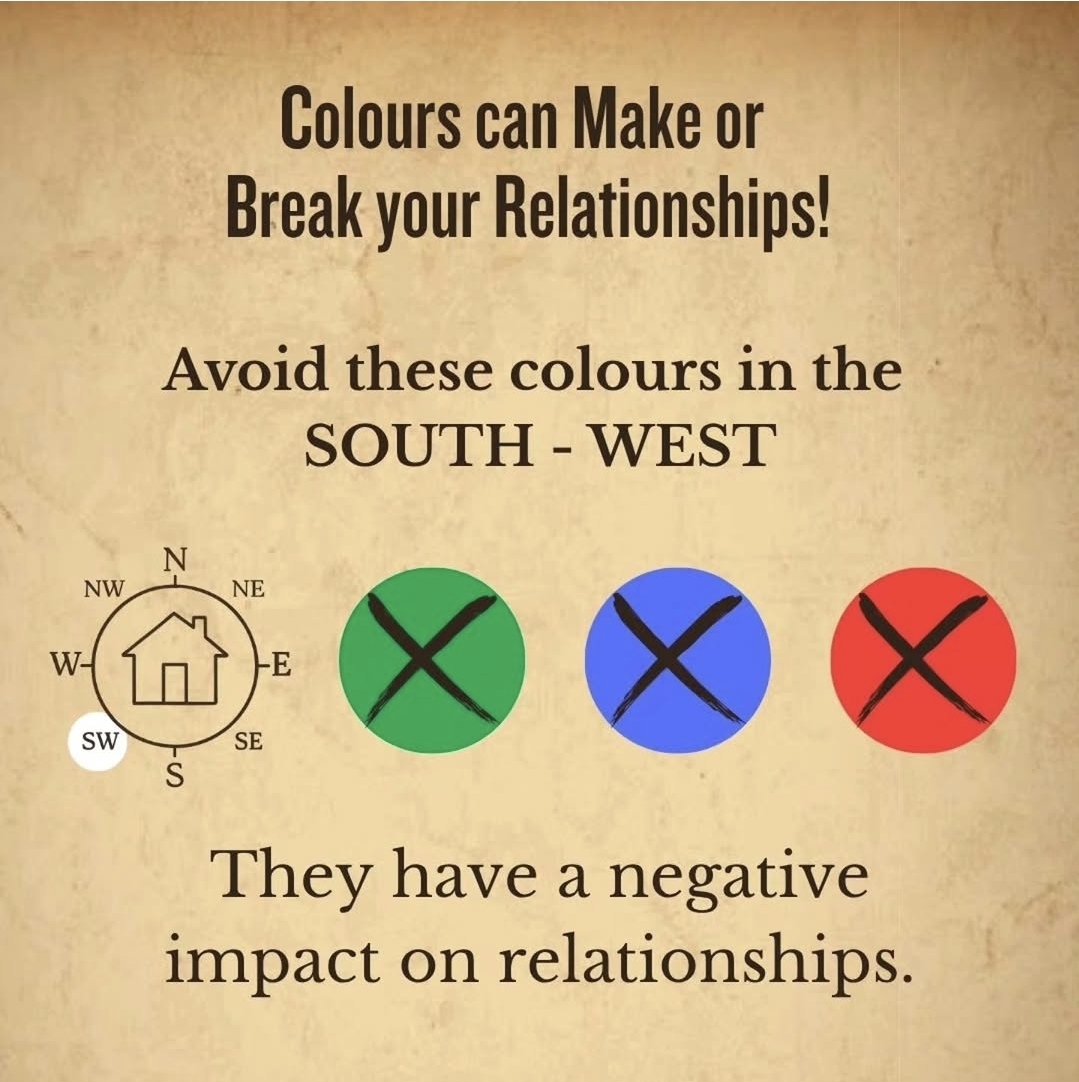 Colours can Make or
Break your Relationships!
Avoid these colours in the
SOUTH - WEST
N
NW
NE
W
E
SW
SE
S
They have a negative
impact on relationships.